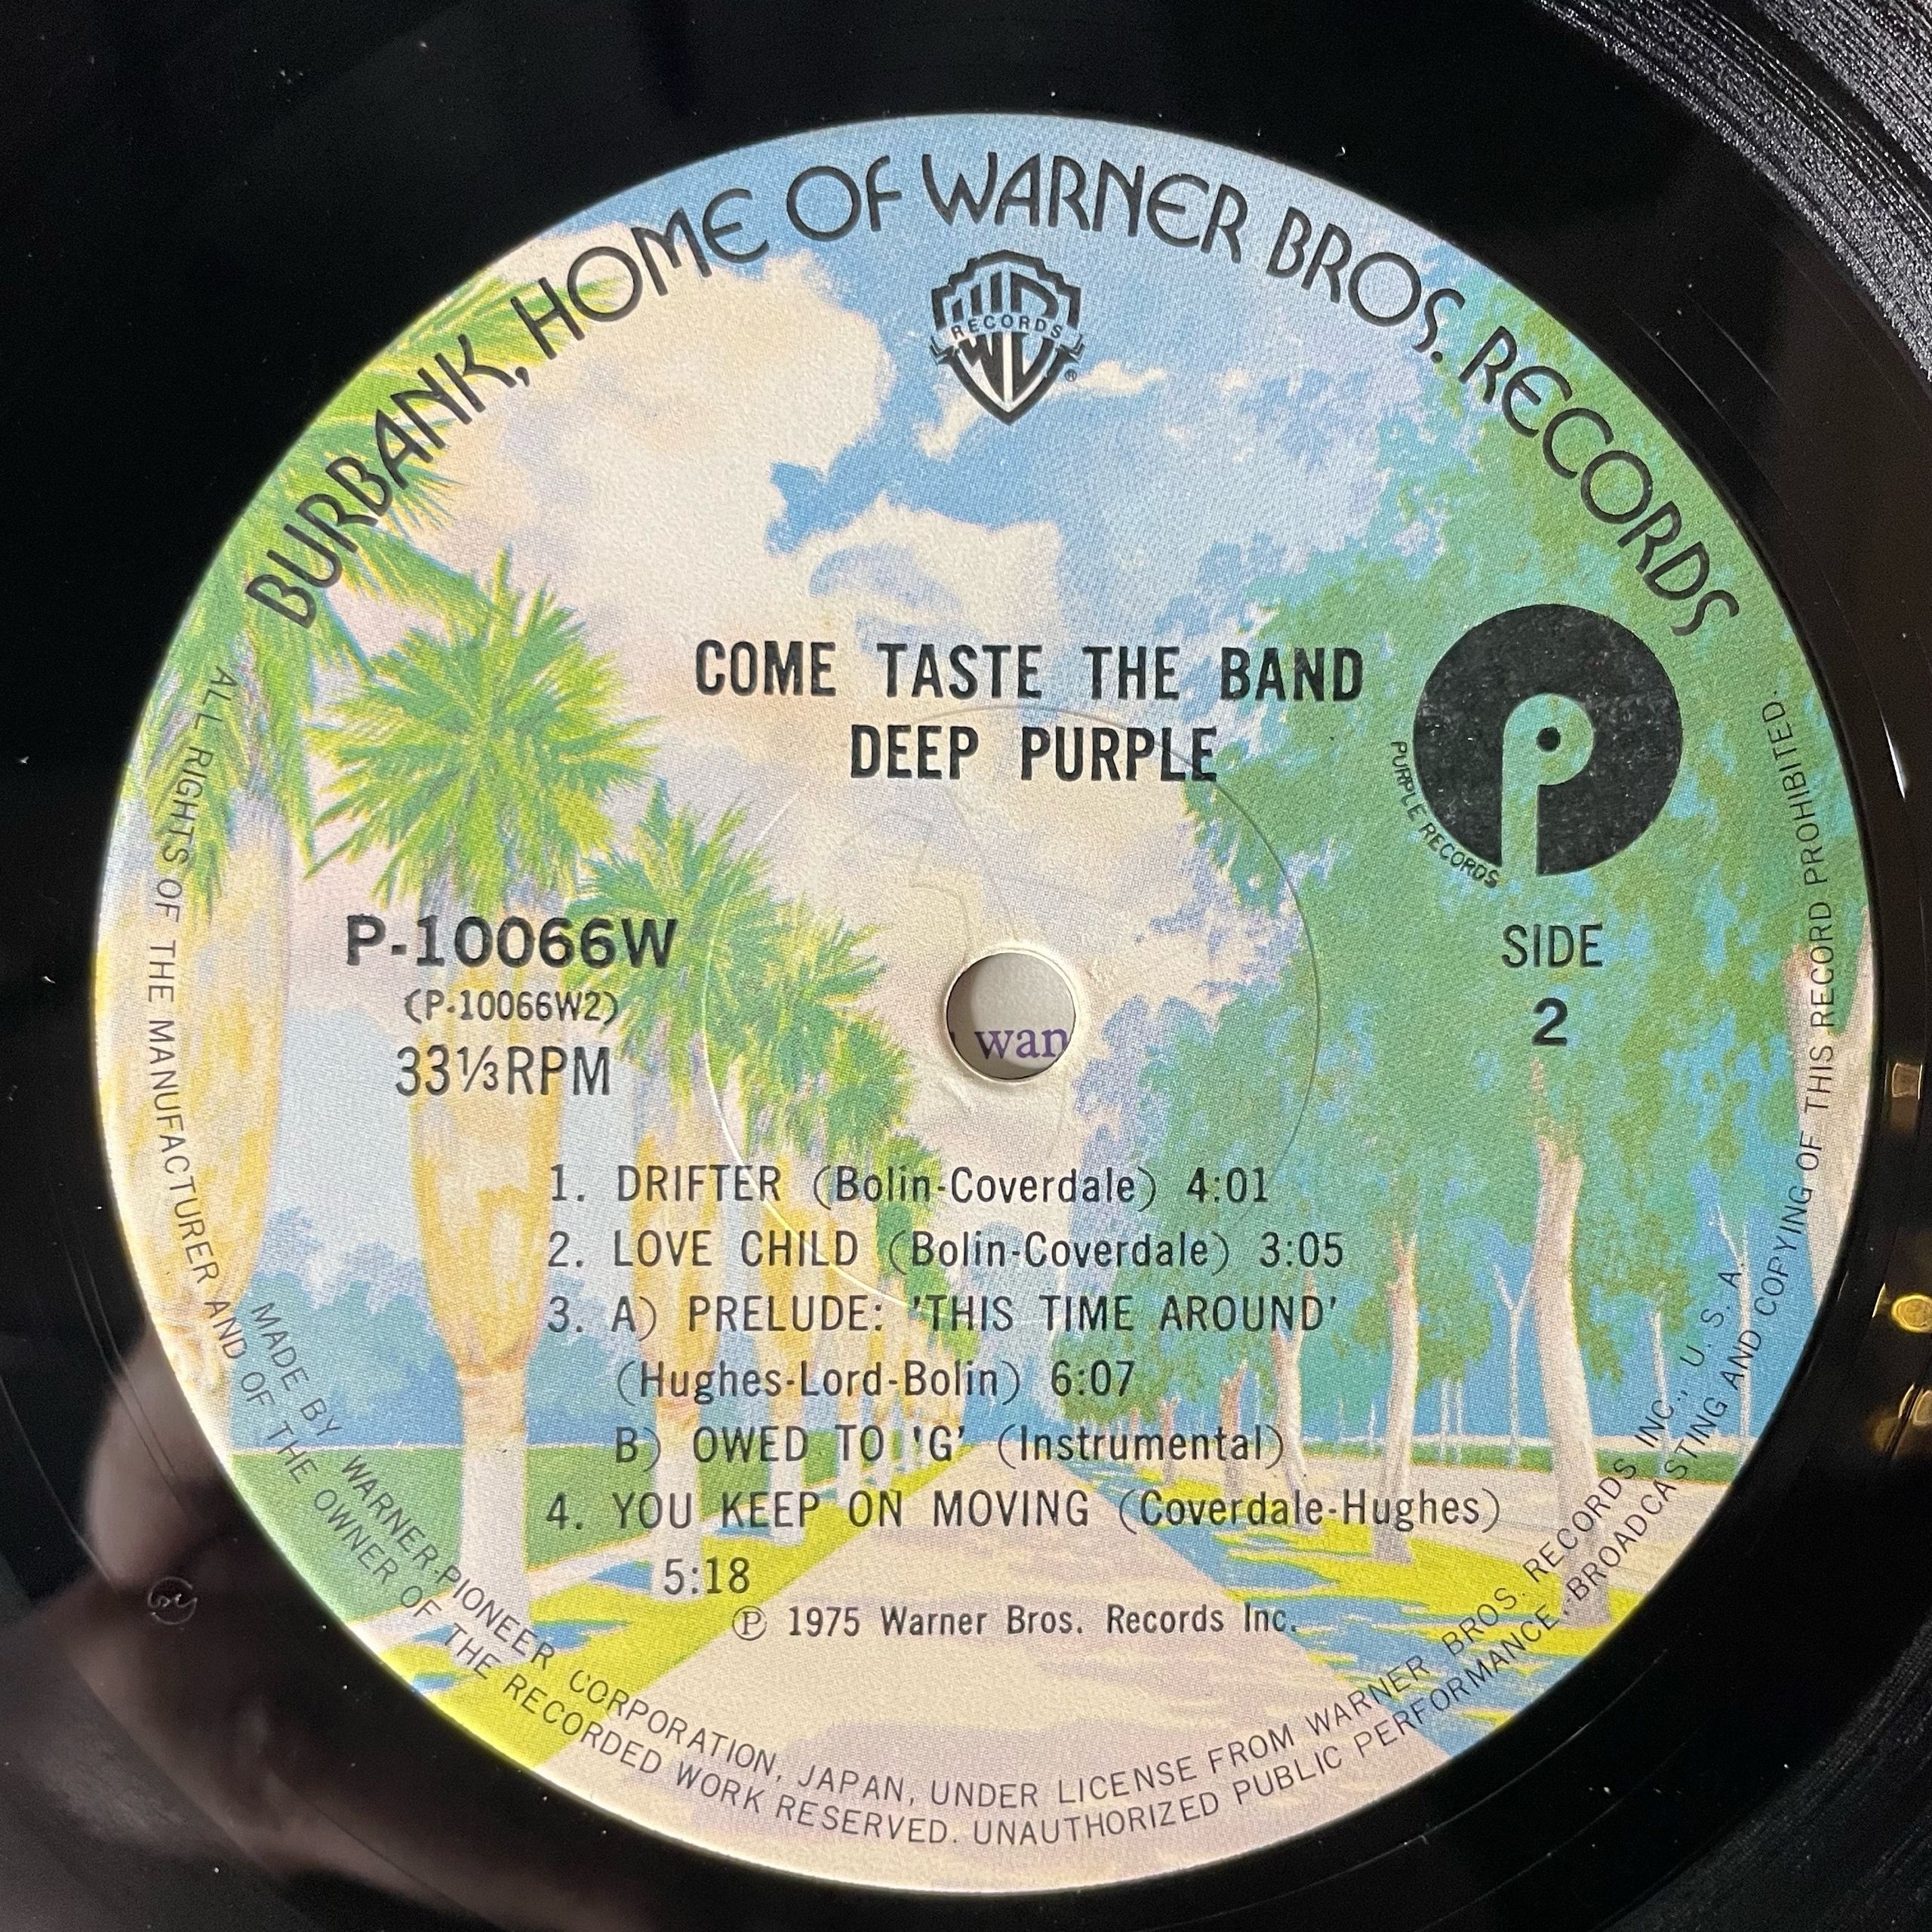 BURBANK, HOME OF WARNER BROS. RECORDS
WB
RECORDS
®
COME TASTE THE BAND
DEEP PURPLE
P
PURPLE RECORDS
P-10066W
(P-10066W2)
33⅓RPM
SIDE
2
wan
1. DRIFTER (Bolin-Coverdale) 4:01
2. LOVE CHILD (Bolin-Coverdale) 3:05
3. A) PRELUDE: 'THIS TIME AROUND'
(Hughes-Lord-Bolin) 6:07
B) OWED TO 'G' (Instrumental)
4. YOU KEEP ON MOVING (Coverdale-Hughes)
5:18
Ⓟ 1975 Warner Bros. Records Inc.
MADE BY WARNER-PIONEER CORPORATION, JAPAN, UNDER LICENSE FROM WARNER BROS. RECORDS INC., U. S. A.
ALL RIGHTS OF THE MANUFACTURER AND OF THE OWNER OF THE RECORDED WORK RESERVED. UNAUTHORIZED PUBLIC PERFORMANCE, BROADCASTING AND COPYING OF THIS RECORD PROHIBITED.